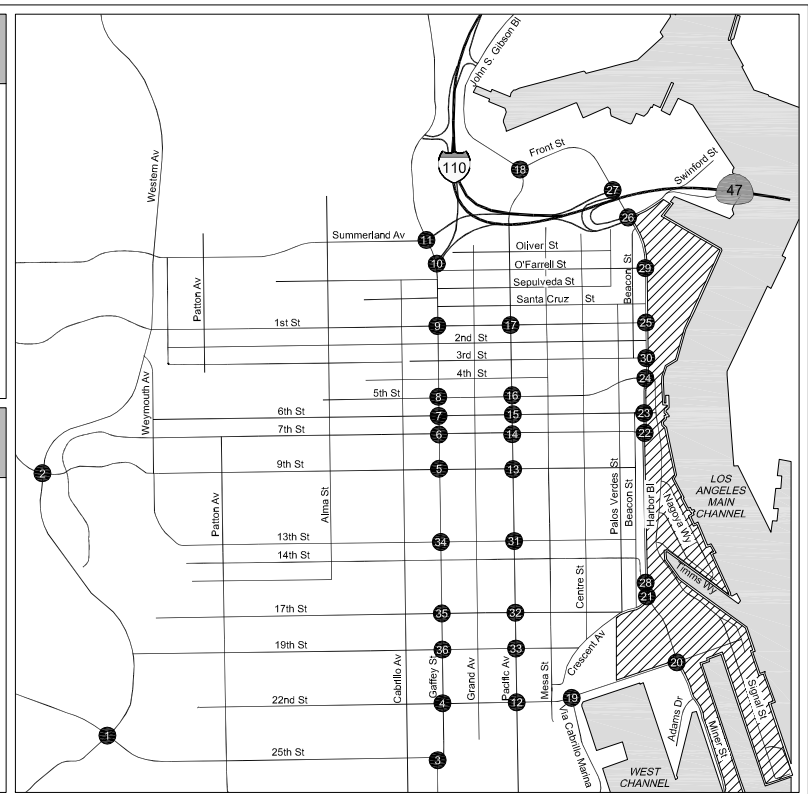 John S. Gibson Bl
Western Av
Front St
18
110
Swinford St
27
47
26
Summerland Av
11
Oliver St
10
O'Farrell St
29
Beacon St
Patton Av
Sepulveda St
Santa Cruz St
1st St
9
17
25
2nd St
3rd St
30
4th St
24
5th St
8
16
Weymouth Av
6th St
7
15
23
7th St
6
14
22
9th St
5
13
2
Patton Av
Alma St
Palos Verdes St
Beacon St
Harbor Bl
Nagoya Wy
LOS
ANGELES
MAIN
CHANNEL
13th St
34
31
14th St
28
21
Timms Wy
Centre St
17th St
35
32
19th St
36
33
Crescent Av
20
Cabrillo Av
Gaffey St
Grand Av
Pacific Av
Mesa St
22nd St
4
12
19
Via Cabrillo Marina
Adams Dr
Miner St
Signal St
1
25th St
3
WEST
CHANNEL